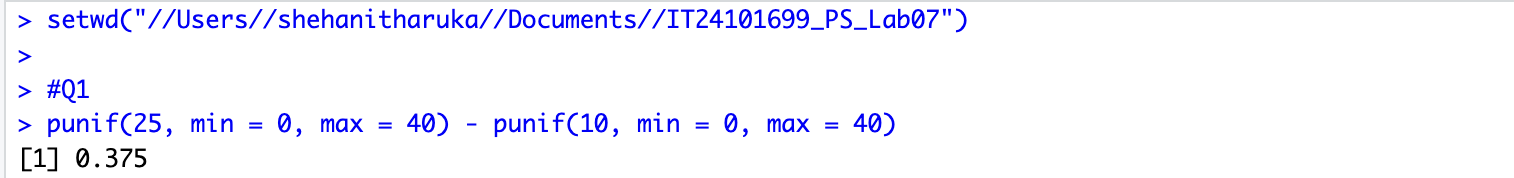 > setwd("//Users//shehanitharuka//Documents//IT24101699_PS_Lab07")
>
> #Q1
> punif(25, min = 0, max = 40) - punif(10, min = 0, max = 40)
[1] 0.375